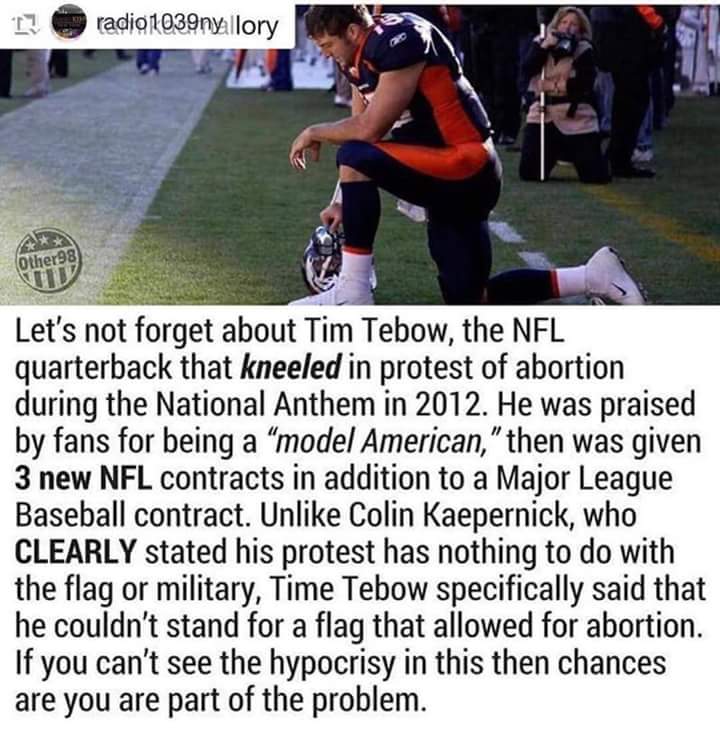 radio1039ny llory
Other98
Let's not forget about Tim Tebow, the NFL
quarterback that kneeled in protest of abortion
during the National Anthem in 2012. He was praised
by fans for being a "model American," then was given
3 new NFL contracts in addition to a Major League
Baseball contract. Unlike Colin Kaepernick, who
CLEARLY stated his protest has nothing to do with
the flag or military, Time Tebow specifically said that
he couldn't stand for a flag that allowed for abortion.
If you can't see the hypocrisy in this then chances
are you are part of the problem.